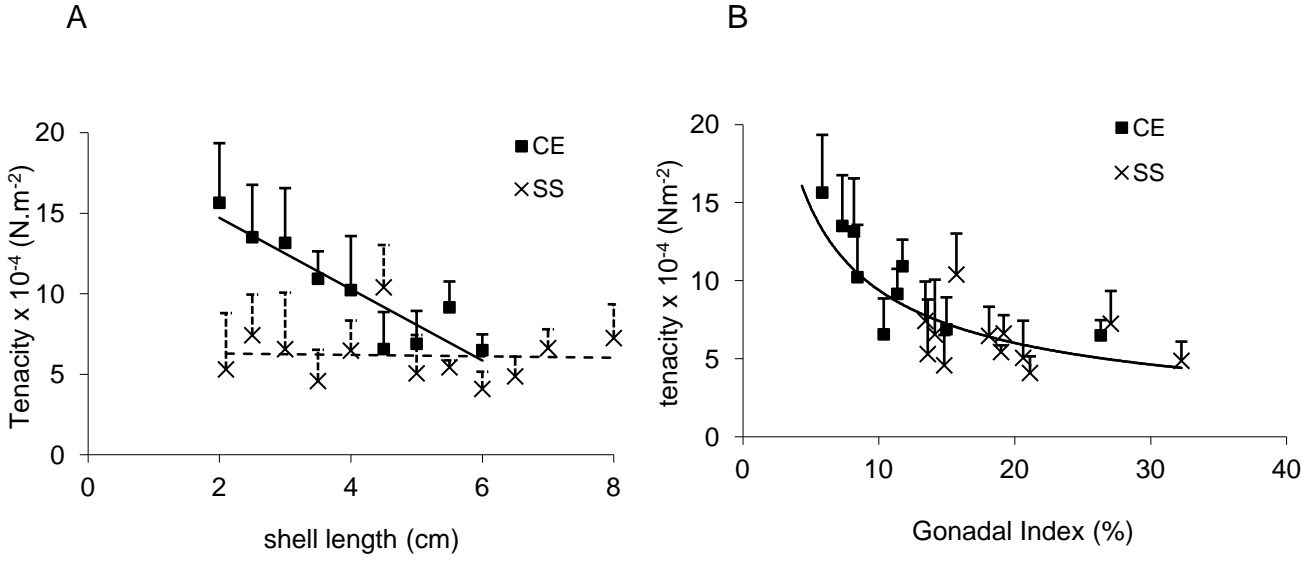 A
20
15
10
5
0
0 2 4 6 8
Tenacity x 10-4 (N.m-2)
shell length (cm)
CE
SS
B
20
15
10
5
0
0 10 20 30 40
tenacity x 10-4 (Nm-2)
Gonadal Index (%)
CE
SS